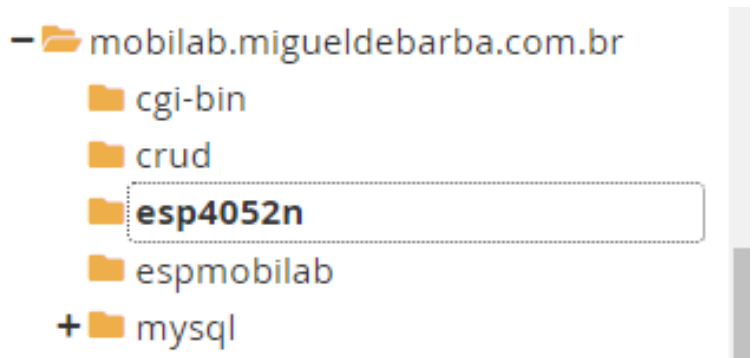 mobilab.migueldebarba.com.br
cgi-bin
crud
esp4052n
espmobilab
mysql